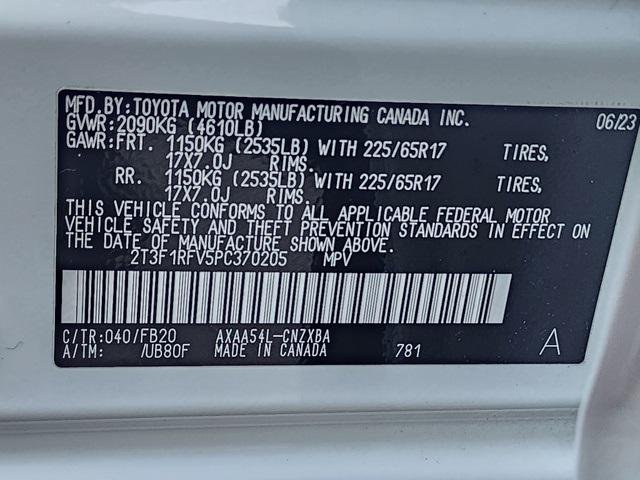 MFD.BY:TOYOTA MOTOR MANUFACTURING CANADA INC. 06/23
GVWR:2090KG (4610LB)
GAWR:FRT. 1150KG (2535LB) WITH 225/65R17 TIRES,
17X7.0J RIMS.
RR. 1150KG (2535LB) WITH 225/65R17 TIRES,
17X7.0J RIMS.
THIS VEHICLE CONFORMS TO ALL APPLICABLE FEDERAL MOTOR
VEHICLE SAFETY AND THEFT PREVENTION STANDARDS IN EFFECT ON
THE DATE OF MANUFACTURE SHOWN ABOVE.
2T3F1RFV5PC370205 MPV
C/TR:040/FB20 AXAA54L-CNZXBA
A/TM: /UB80F MADE IN CANADA 781 A